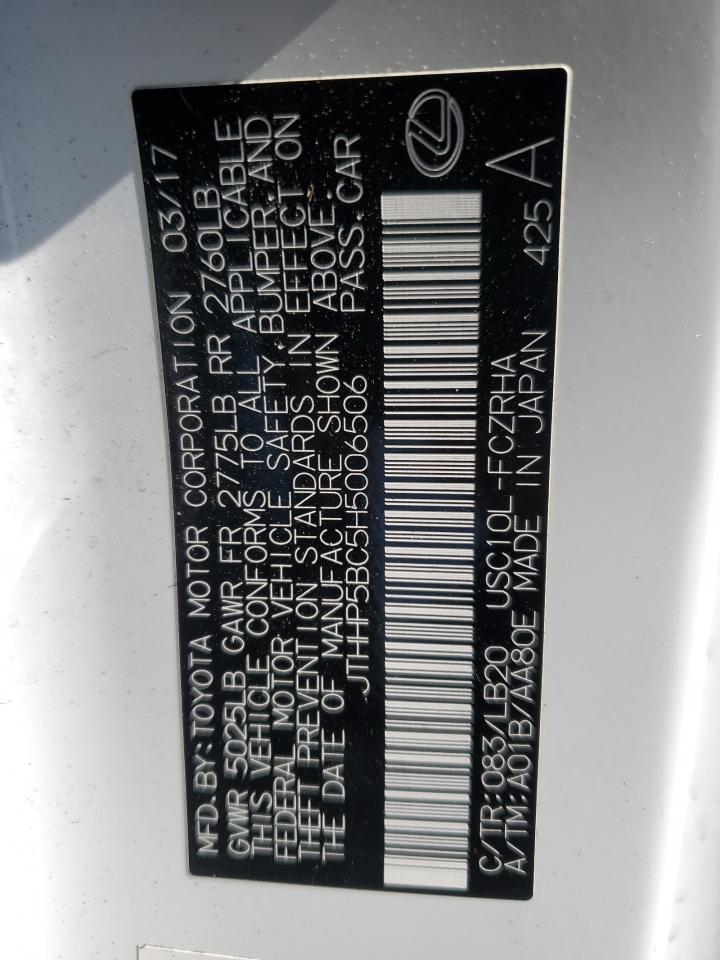 MFD. BY: TOYOTA MOTOR CORPORATION 03/17
GVWR 5025LB GAWR FR 2775LB RR 2760LB
THIS VEHICLE CONFORMS TO ALL APPLICABLE
FEDERAL MOTOR VEHICLE SAFETY, BUMPER, AND
THEFT PREVENTION STANDARDS IN EFFECT ON
THE DATE OF MANUFACTURE SHOWN ABOVE.
JTHHP5BC5H5006506 PASS. CAR
C/TR: 083/LB20 USC10L-FCZRHA
A/TM: A01B/AA80E MADE IN JAPAN 425 A